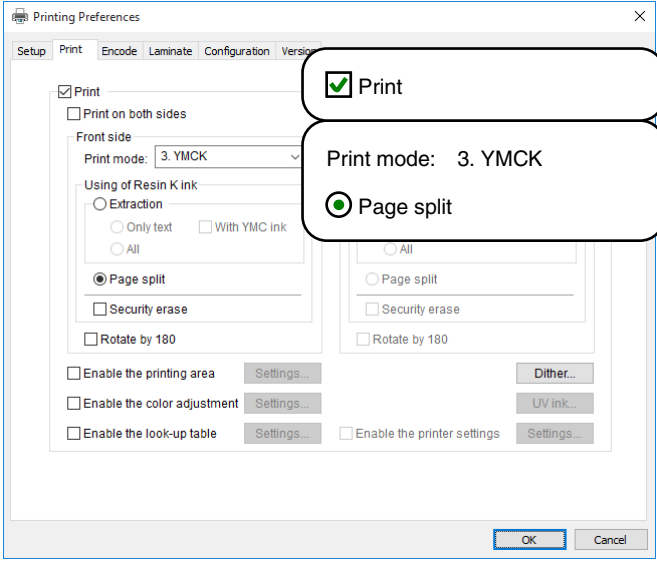 Printing Preferences
Setup Print Encode Laminate Configuration Version
Print
Print on both sides
Front side
Print mode: 3. YMCK
Using of Resin K ink
Extraction
Only text With YMC ink
All
Page split
Security erase
Rotate by 180
Print
Print mode: 3. YMCK
Page split
All
Page split
Security erase
Rotate by 180
Enable the printing area Settings... Dither...
Enable the color adjustment Settings... UV ink...
Enable the look-up table Settings... Enable the printer settings Settings...
OK Cancel